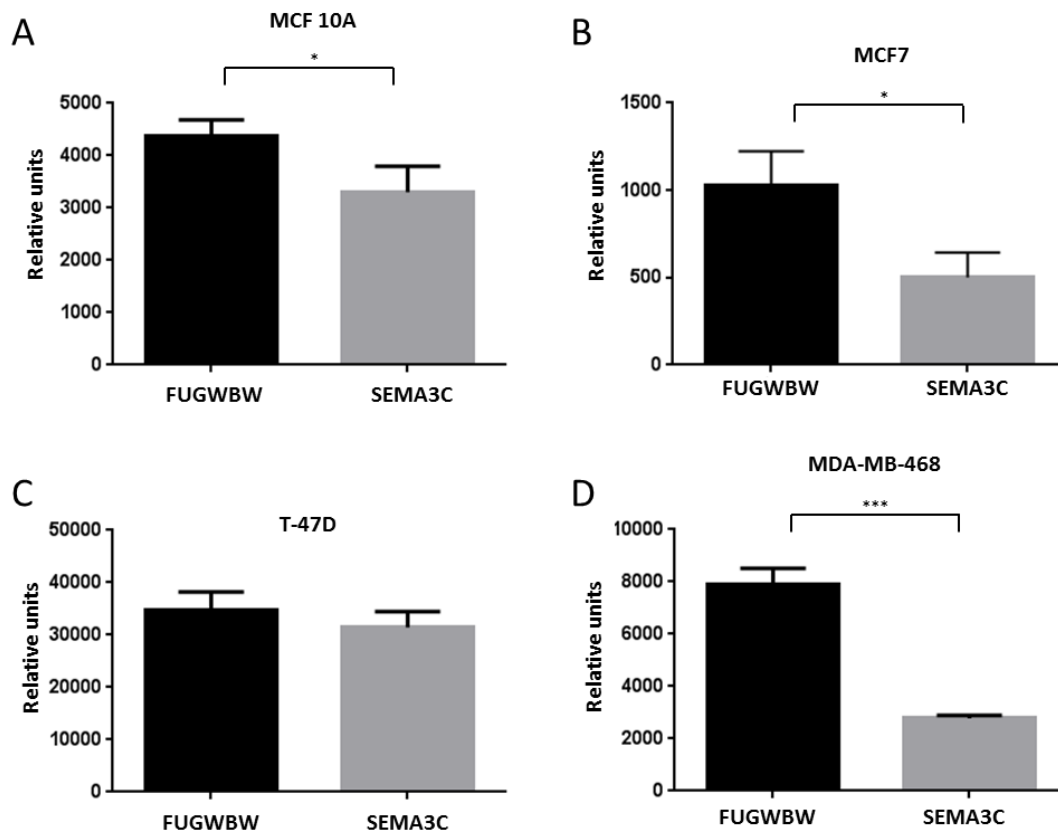 A
MCF 10A
*
Relative units
5000
4000
3000
2000
1000
0
FUGWBW
SEMA3C
B
MCF7
*
Relative units
1500
1000
500
0
FUGWBW
SEMA3C
C
T-47D
Relative units
50000
40000
30000
20000
10000
0
FUGWBW
SEMA3C
D
MDA-MB-468
***
Relative units
10000
8000
6000
4000
2000
0
FUGWBW
SEMA3C